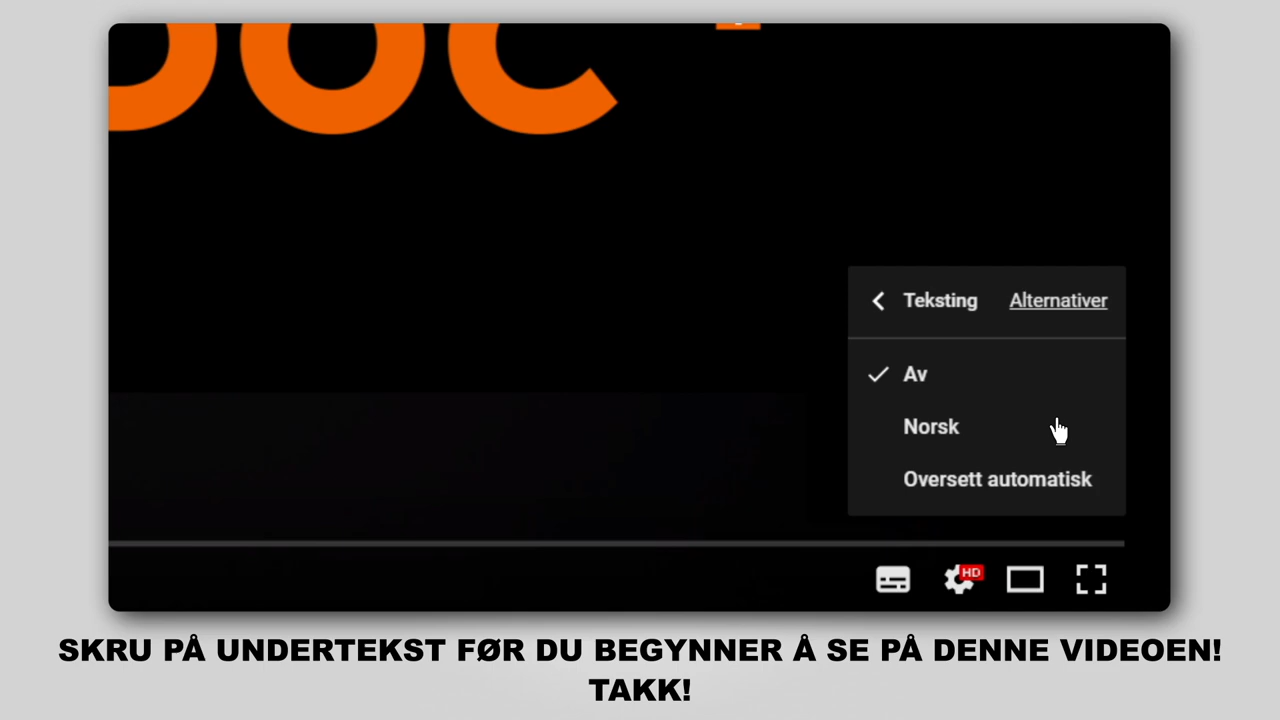 Teksting Alternativer
Av
Norsk
Oversett automatisk
HD
SKRU PÅ UNDERTEKST FØR DU BEGYNNER Å SE PÅ DENNE VIDEOEN!
TAKK!